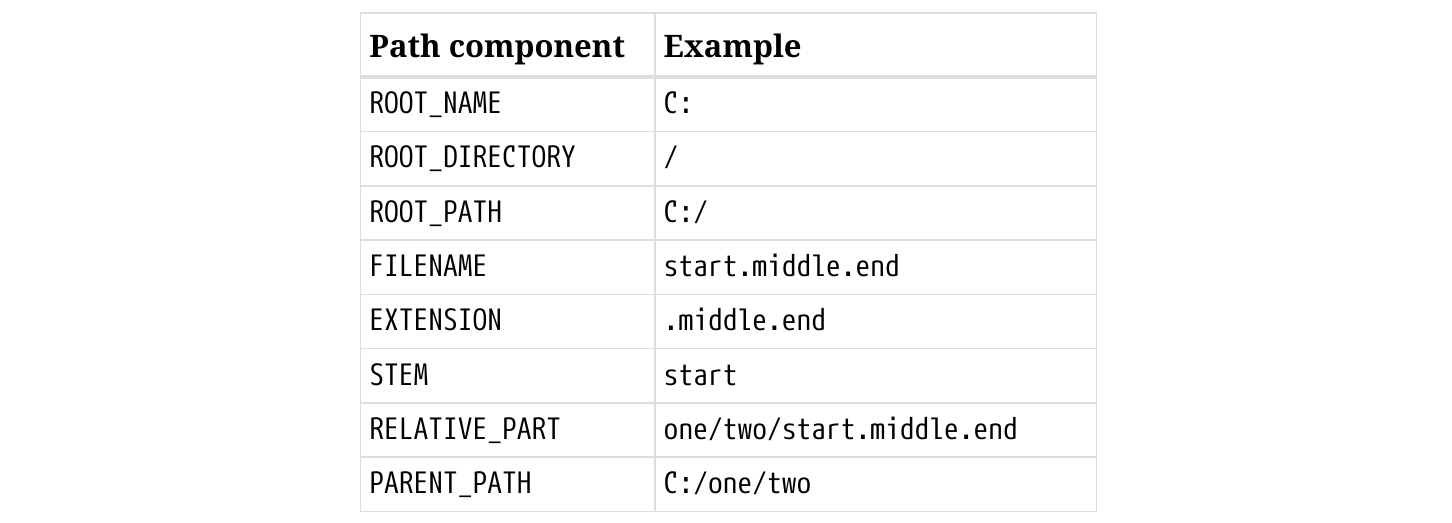 Path component Example
ROOT_NAME C:
ROOT_DIRECTORY /
ROOT_PATH C:/
FILENAME start.middle.end
EXTENSION .middle.end
STEM start
RELATIVE_PART one/two/start.middle.end
PARENT_PATH C:/one/two